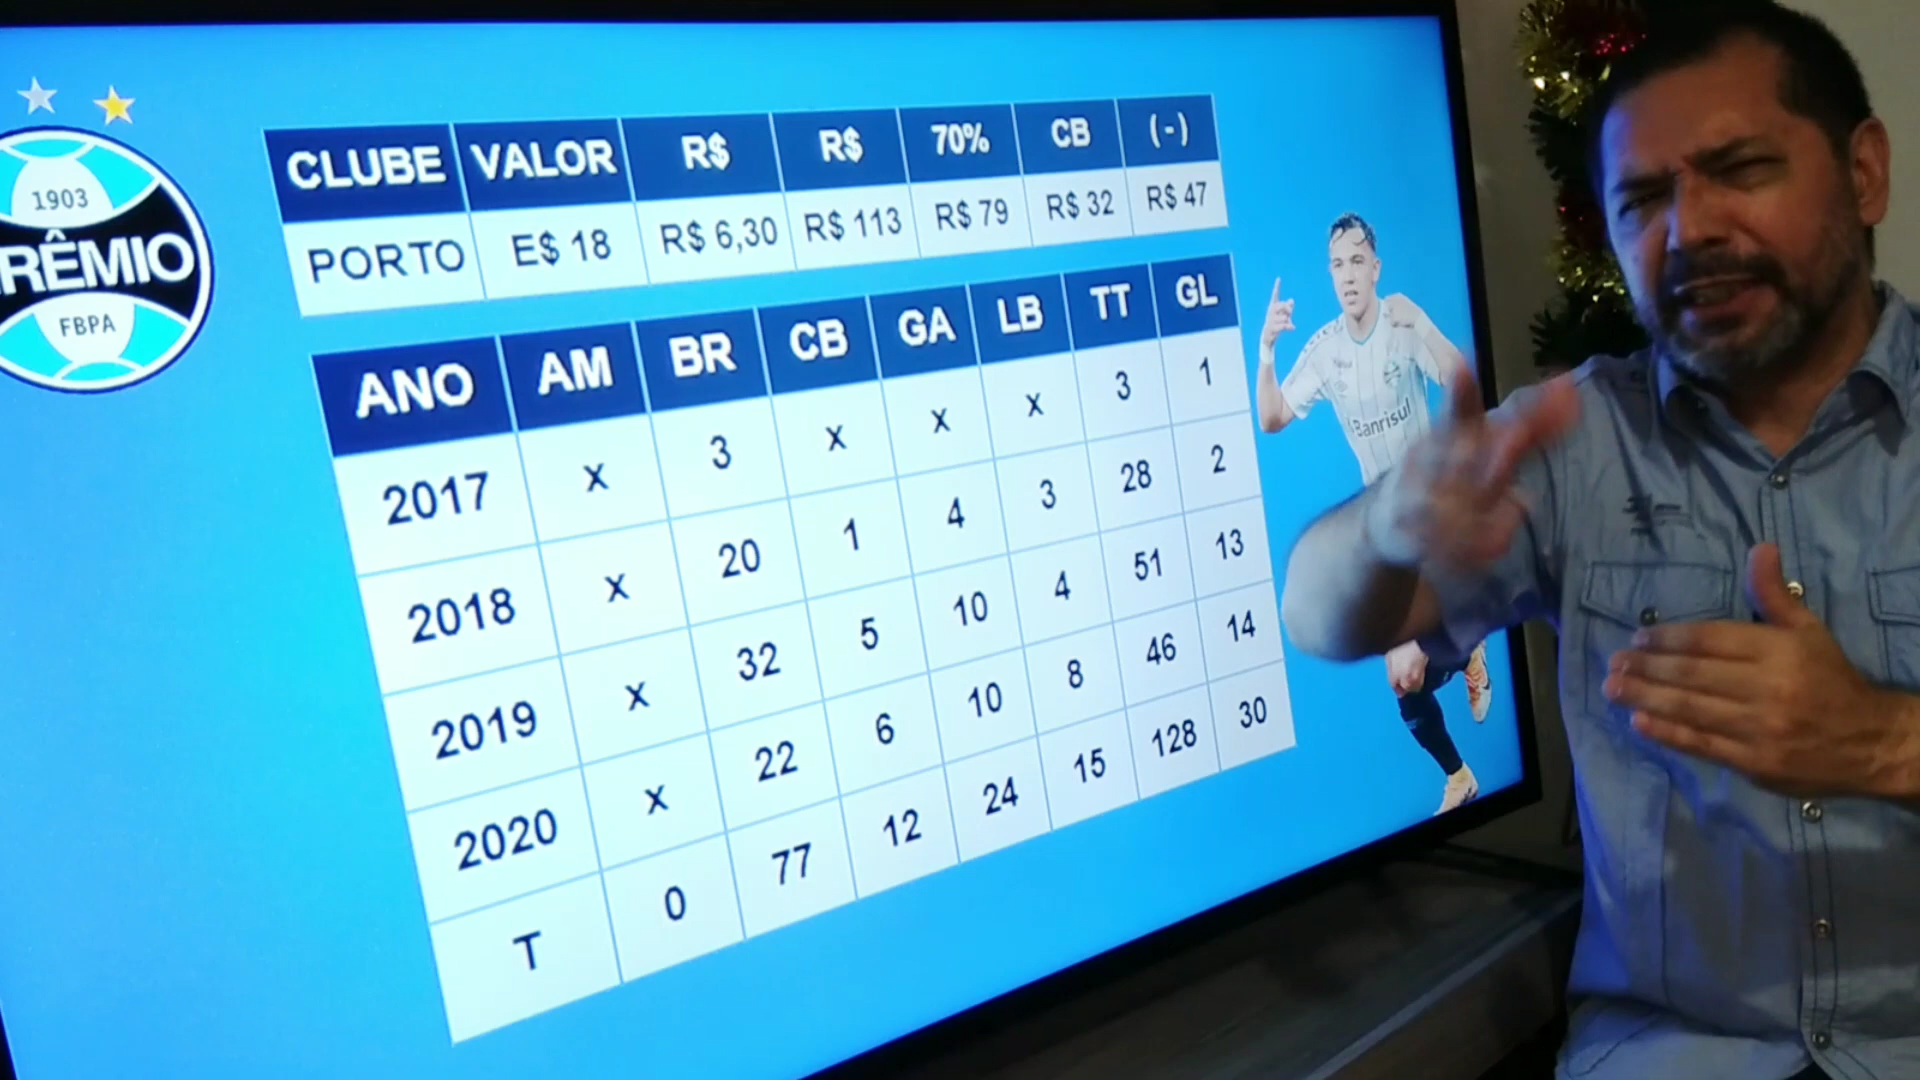 1903
RÊMIO
FBPA
CLUBE VALOR R$ R$ 70% CB (-)
PORTO E$ 18 R$ 6,30 R$ 113 R$ 79 R$ 32 R$ 47
ANO AM BR CB GA LB TT GL
2017 x 3 x x x 3 1
2018 x 20 1 4 3 28 2
2019 x 32 5 10 4 51 13
2020 x 22 6 10 8 46 14
T 0 77 12 24 15 128 30
Banrisul